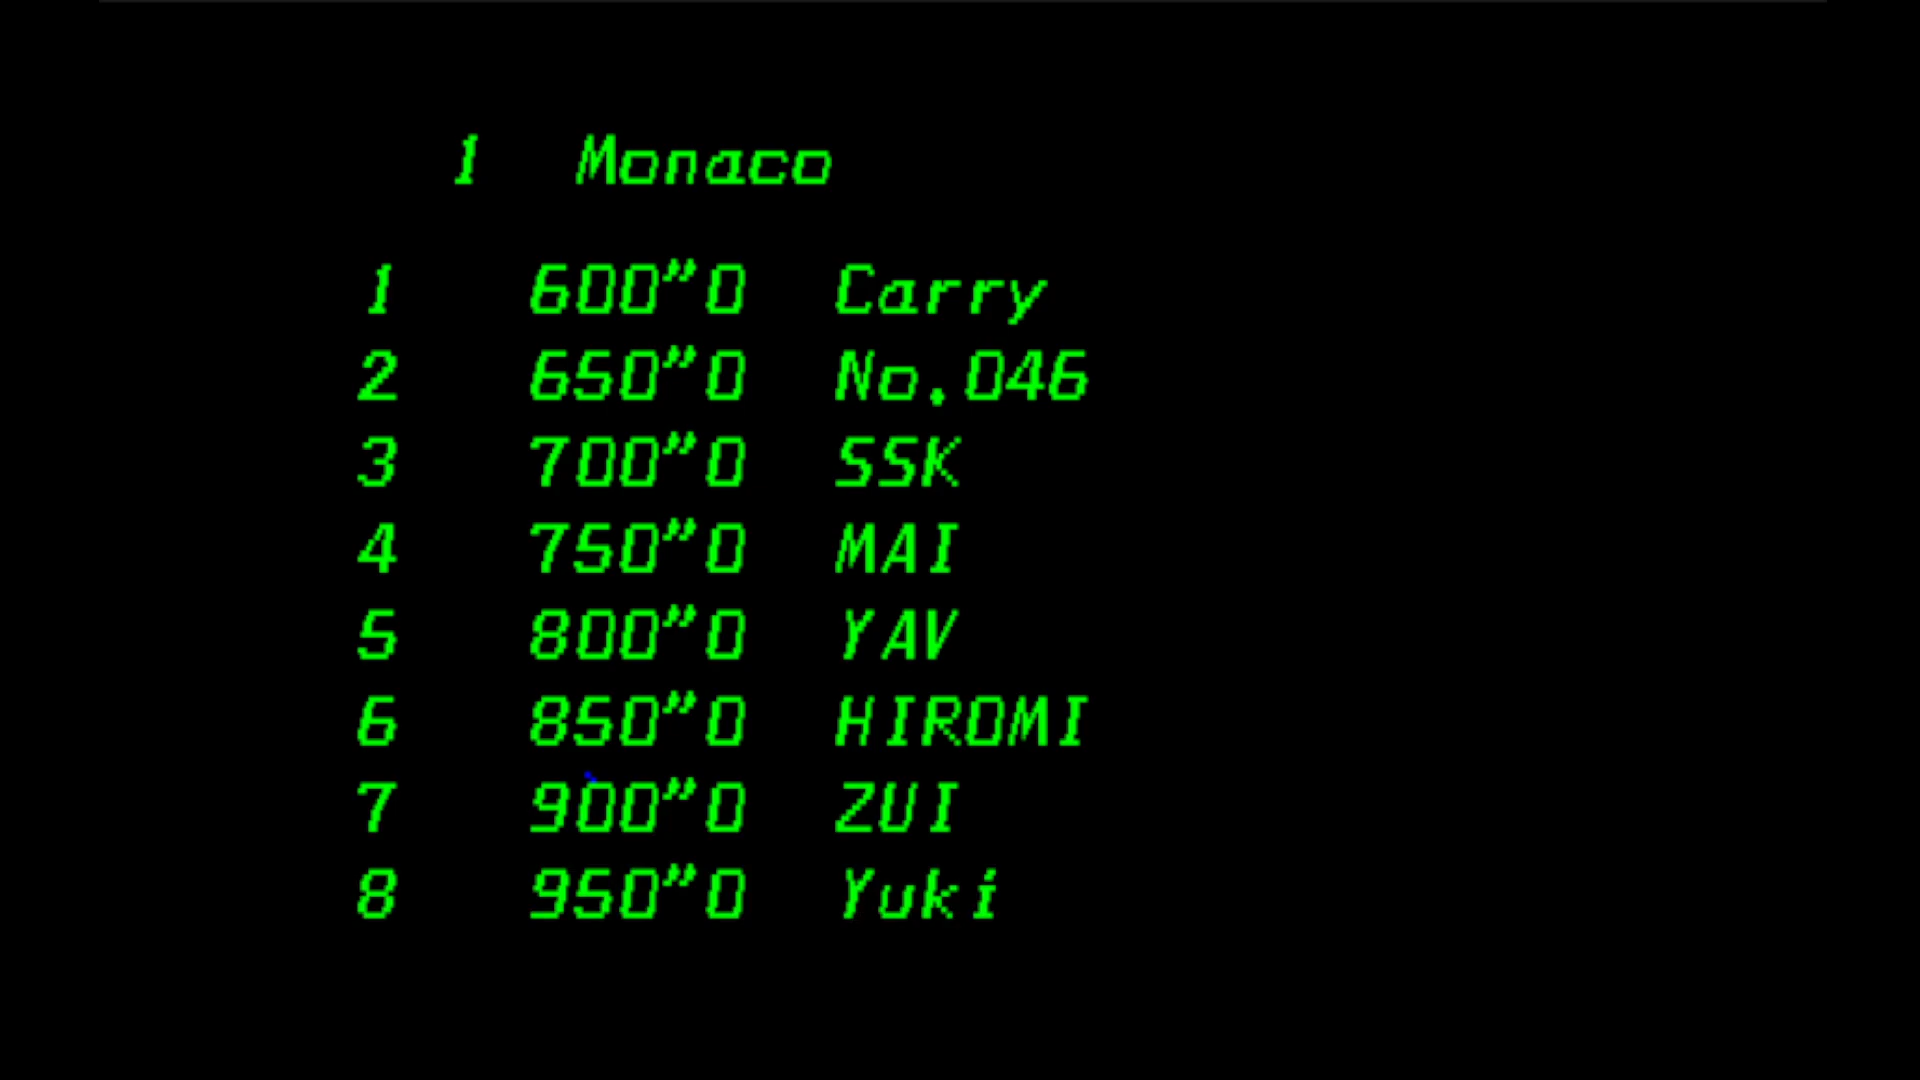 1 Monaco
1 600"0 Carry
2 650"0 No.046
3 700"0 SSK
4 750"0 MAI
5 800"0 YAV
6 850"0 HIROMI
7 900"0 ZUI
8 950"0 Yuki